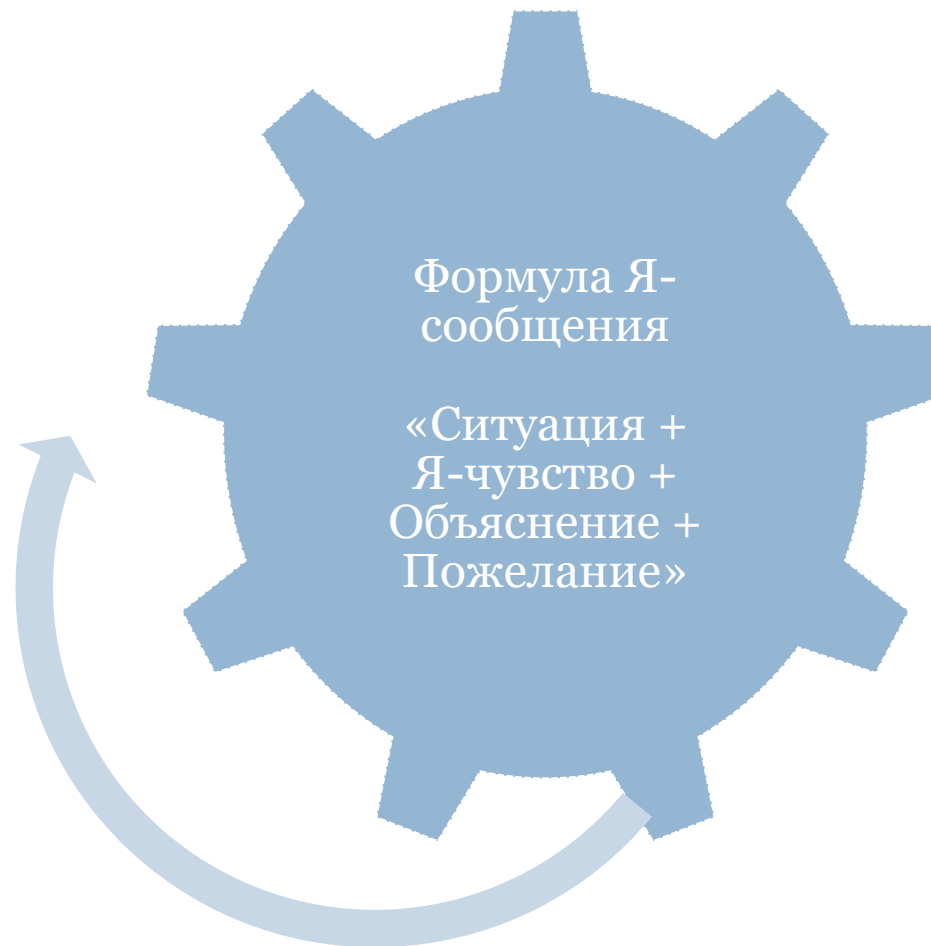 Формула Я-
сообщения
«Ситуация +
Я-чувство +
Объяснение +
Пожелание»